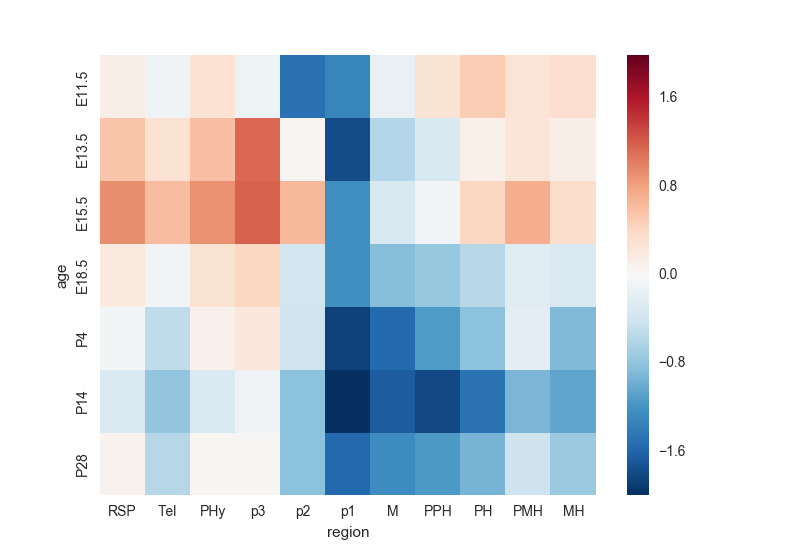 E11.5
E13.5
E15.5
E18.5
P4
P14
P28
age
RSP Tel PHy p3 p2 p1 M PPH PH PMH MH
region
1.6
0.8
0.0
−0.8
−1.6